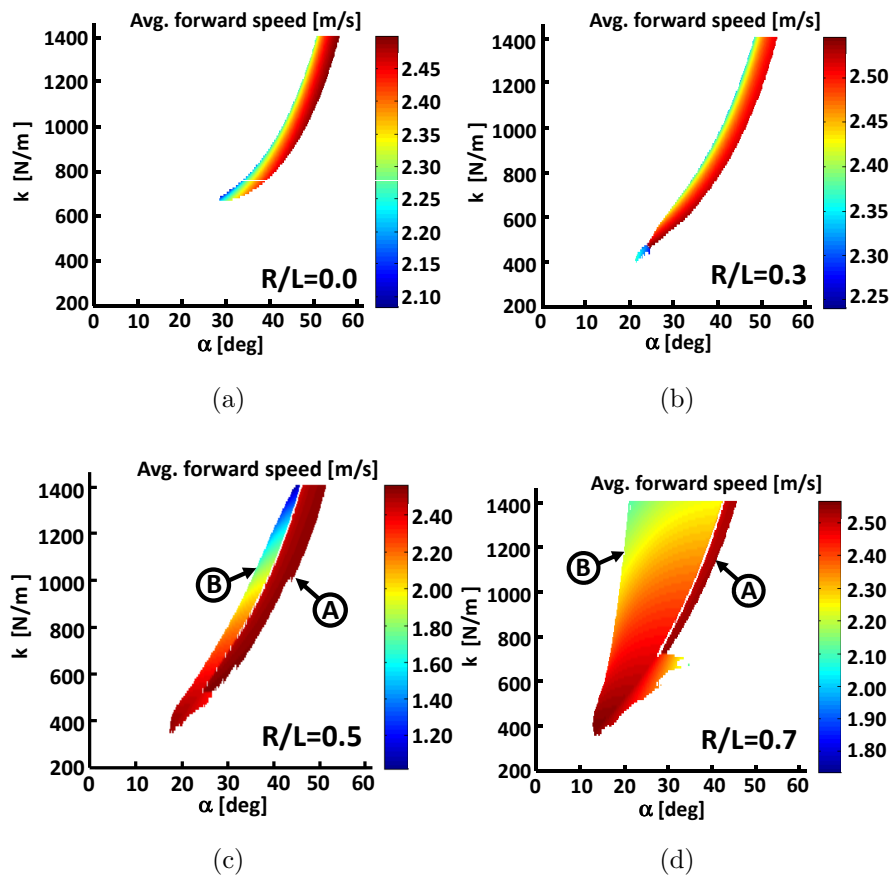 Avg. forward speed [m/s]
k [N/m]
1400
1200
1000
800
600
400
200
0 10 20 30 40 50 60
α [deg]
R/L=0.0
2.45
2.40
2.35
2.30
2.25
2.20
2.15
2.10
(a)
Avg. forward speed [m/s]
k [N/m]
1400
1200
1000
800
600
400
200
0 10 20 30 40 50 60
α [deg]
R/L=0.3
2.50
2.45
2.40
2.35
2.30
2.25
(b)
Avg. forward speed [m/s]
k [N/m]
1400
1200
1000
800
600
400
200
0 10 20 30 40 50 60
α [deg]
B
A
R/L=0.5
2.40
2.20
2.00
1.80
1.60
1.40
1.20
(c)
Avg. forward speed [m/s]
k [N/m]
1400
1200
1000
800
600
400
200
0 10 20 30 40 50 60
α [deg]
B
A
R/L=0.7
2.50
2.40
2.30
2.20
2.10
2.00
1.90
1.80
(d)